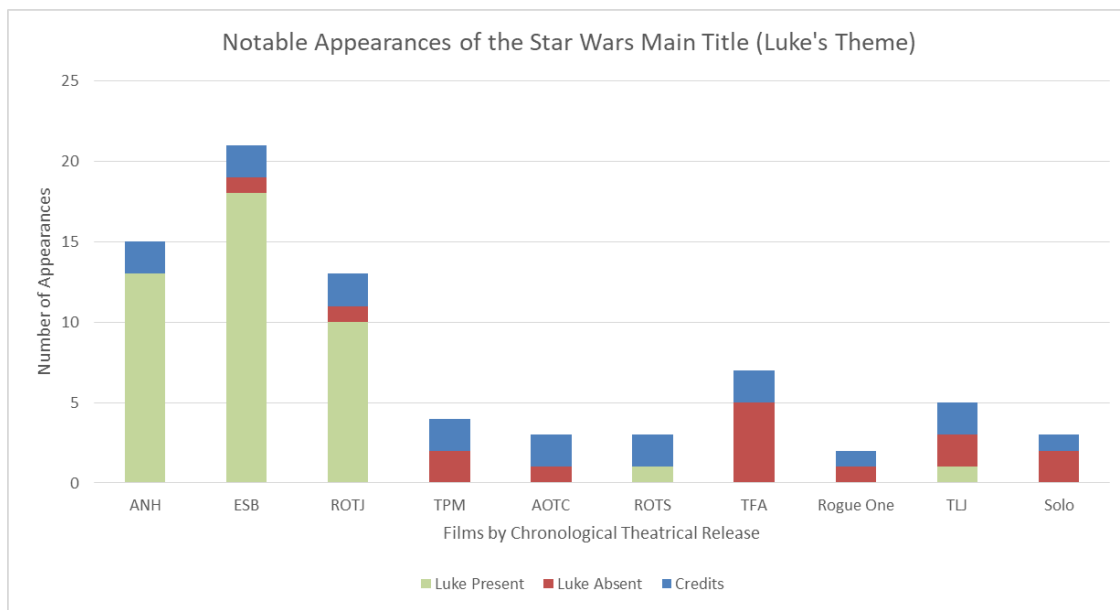 Notable Appearances of the Star Wars Main Title (Luke's Theme)
Number of Appearances
25
20
15
10
5
0
ANH ESB ROTJ TPM AOTC ROTS TFA Rogue One TLJ Solo
Films by Chronological Theatrical Release
Luke Present Luke Absent Credits